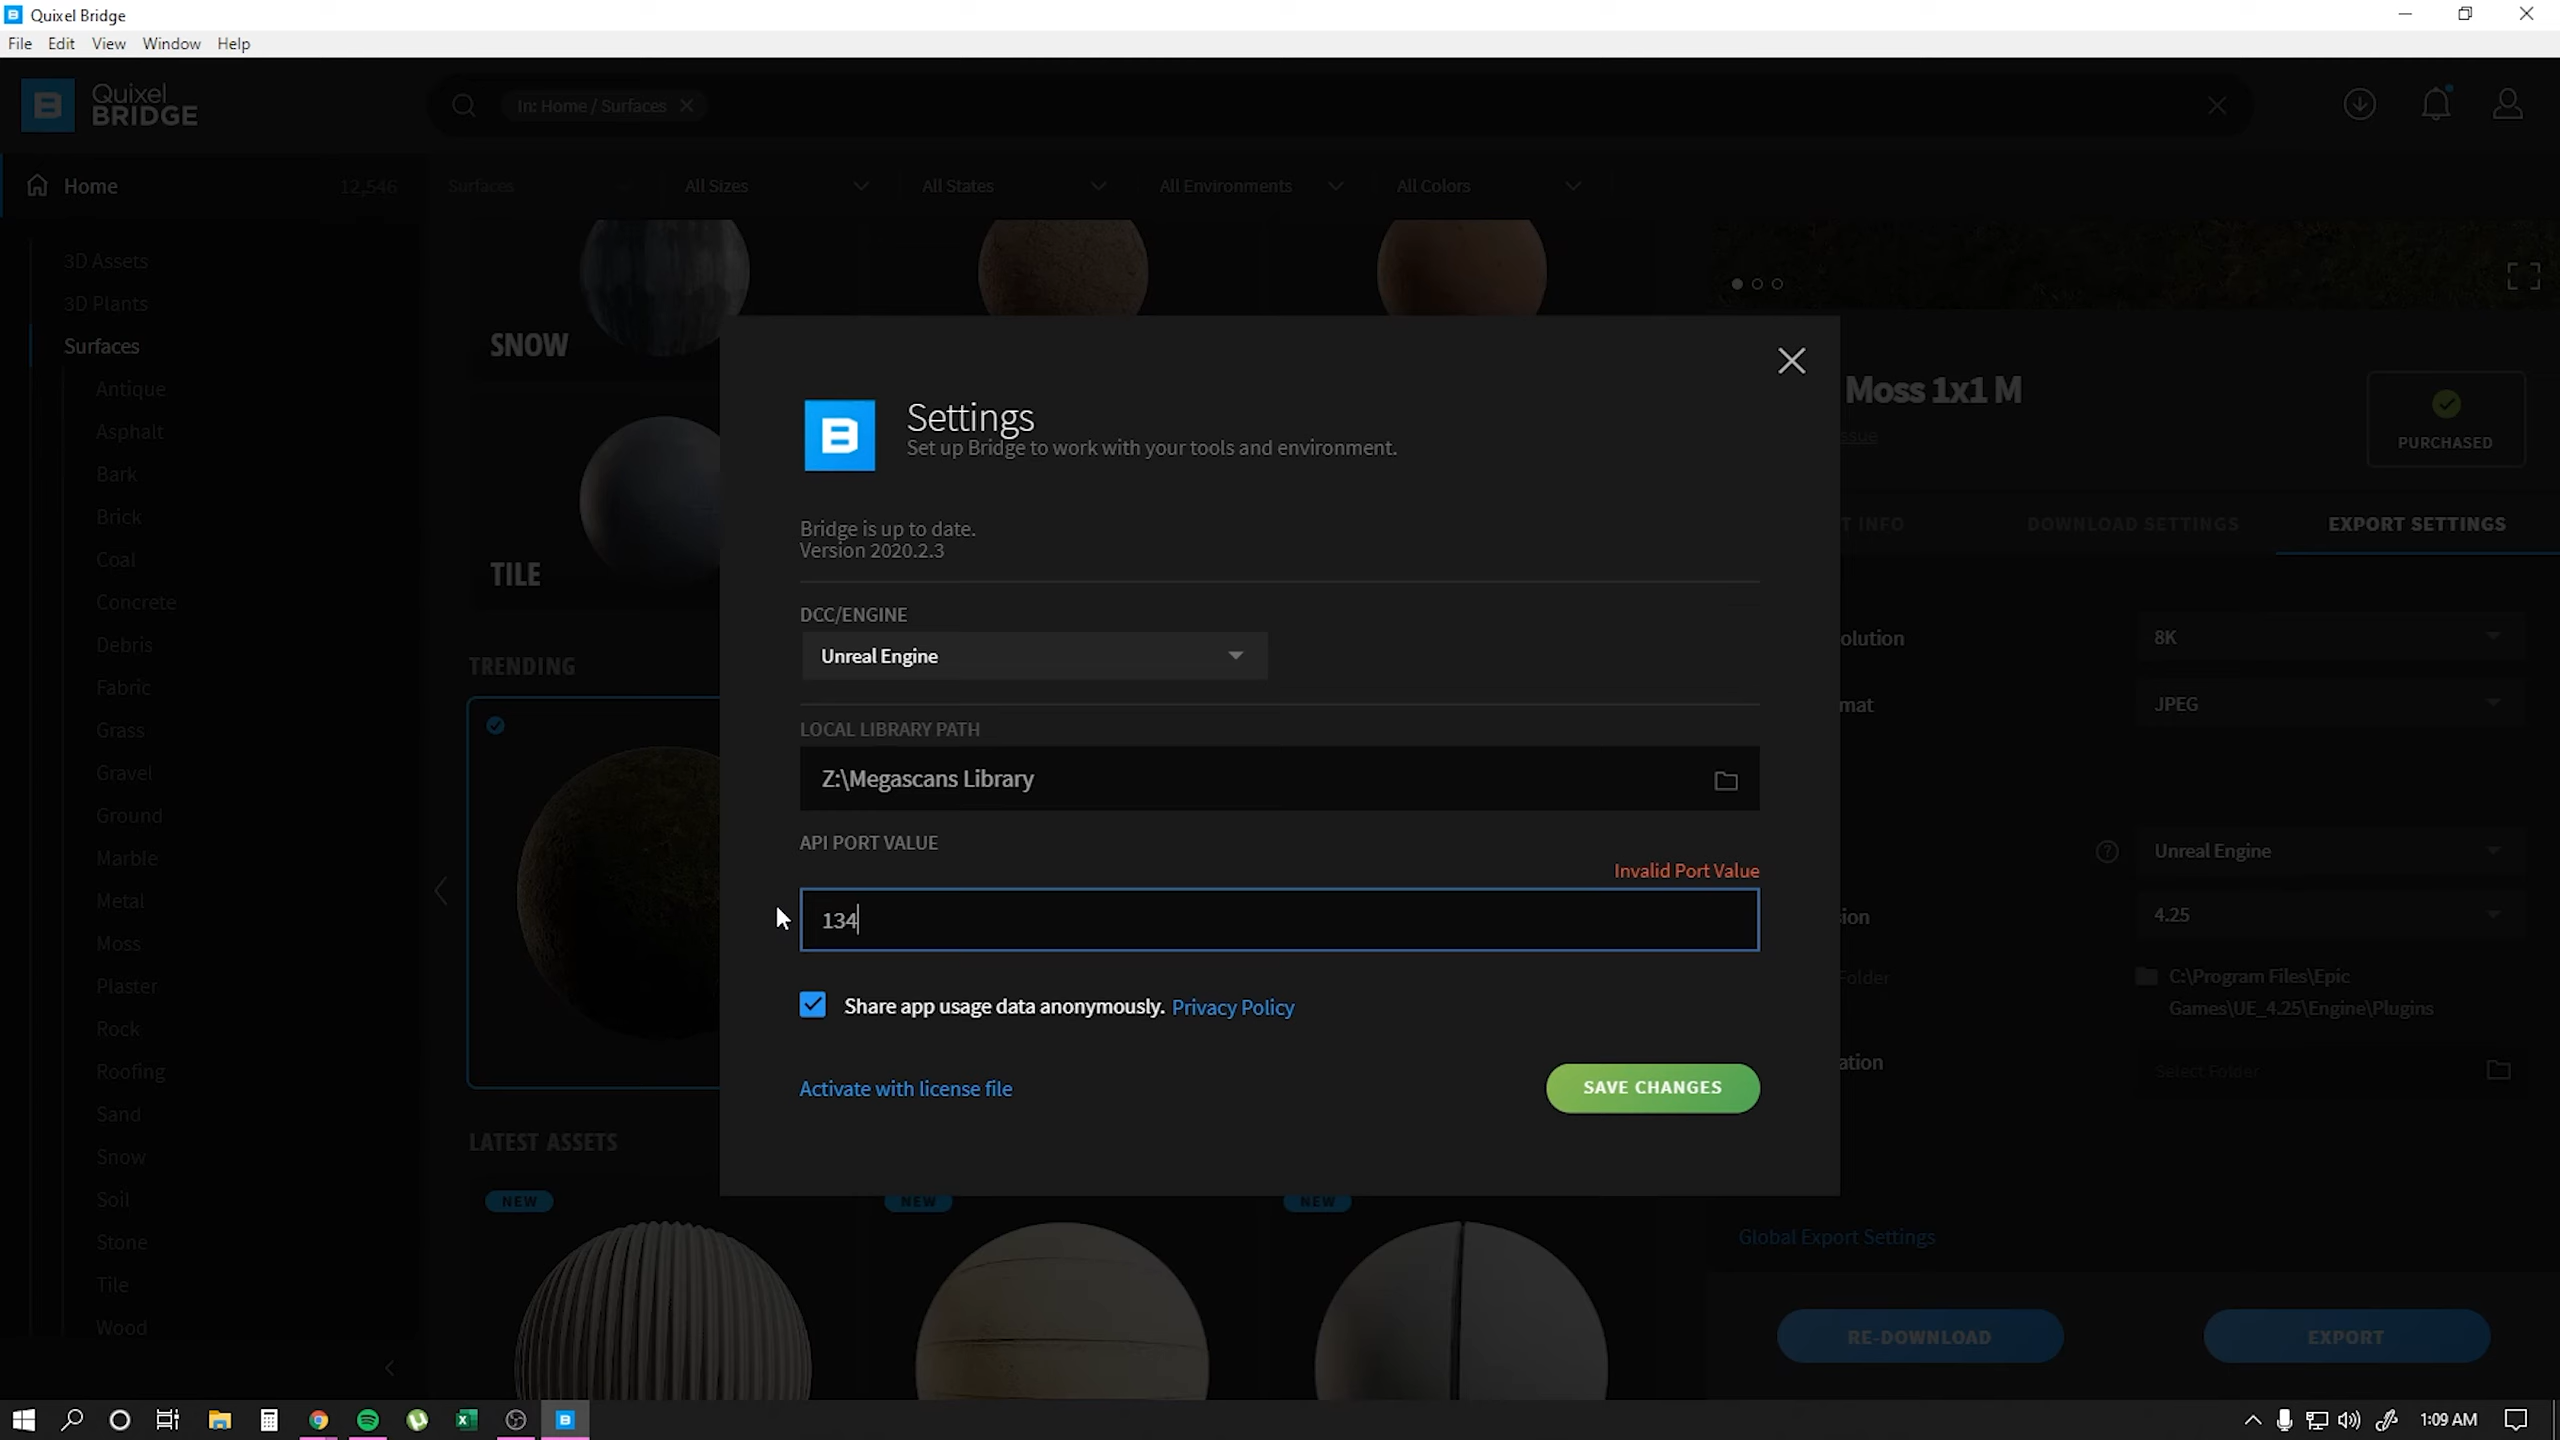 Quixel Bridge
File Edit View Window Help
Quixel
BRIDGE
In: Home / Surfaces
Home 12,546
Surfaces All Sizes All States All Environments All Colors
3D Assets
3D Plants
Surfaces
Antique
Asphalt
Bark
Brick
Coal
Concrete
Debris
Fabric
Grass
Gravel
Ground
Marble
Metal
Moss
Plaster
Rock
Roofing
Sand
Snow
Soil
Stone
Tile
Wood
SNOW
TILE
TRENDING
LATEST ASSETS
NEW NEW NEW
Settings
Set up Bridge to work with your tools and environment.
Bridge is up to date.
Version 2020.2.3
DCC/ENGINE
Unreal Engine
LOCAL LIBRARY PATH
Z:\Megascans Library
API PORT VALUE
Invalid Port Value
134
Share app usage data anonymously. Privacy Policy
Activate with license file
SAVE CHANGES
Moss 1x1 M
ssue
PURCHASED
T INFO DOWNLOAD SETTINGS EXPORT SETTINGS
olution 8K
mat JPEG
Unreal Engine
ion 4.25
Folder C:\Program Files\Epic
Games\UE_4.25\Engine\Plugins
ation Select Folder
Global Export Settings
RE-DOWNLOAD EXPORT
1:09 AM